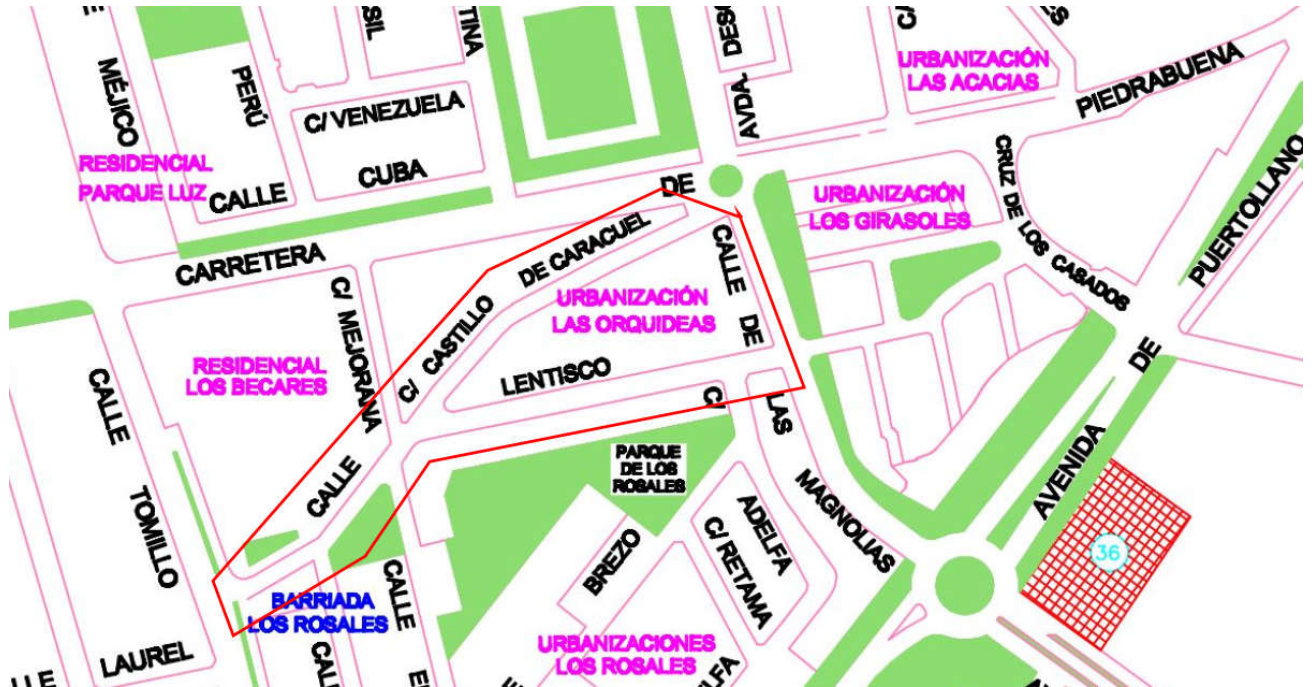 MÉJICO
PERÚ
C/ VENEZUELA
CUBA
CALLE
RESIDENCIAL
PARQUE LUZ
CARRETERA
DE
AVDA
URBANIZACIÓN
LAS ACACIAS
PIEDRABUENA
URBANIZACIÓN
LOS GIRASOLES
CRUZ DE LOS CASADOS
PUERTOLLANO
DE
AVENIDA
36
C/ CASTILLO DE CARACUEL
CALLE DE LAS MAGNOLIAS
URBANIZACIÓN
LAS ORQUIDEAS
LENTISCO
C/ MEJORANA
RESIDENCIAL
LOS BECARES
CALLE
TOMILLO
CALLE
C/
PARQUE
DE LOS
ROSALES
ADELFA
C/ RETAMA
BREZO
CALLE
BARRIADA
LOS ROSALES
LAUREL
URBANIZACIONES
LOS ROSALES